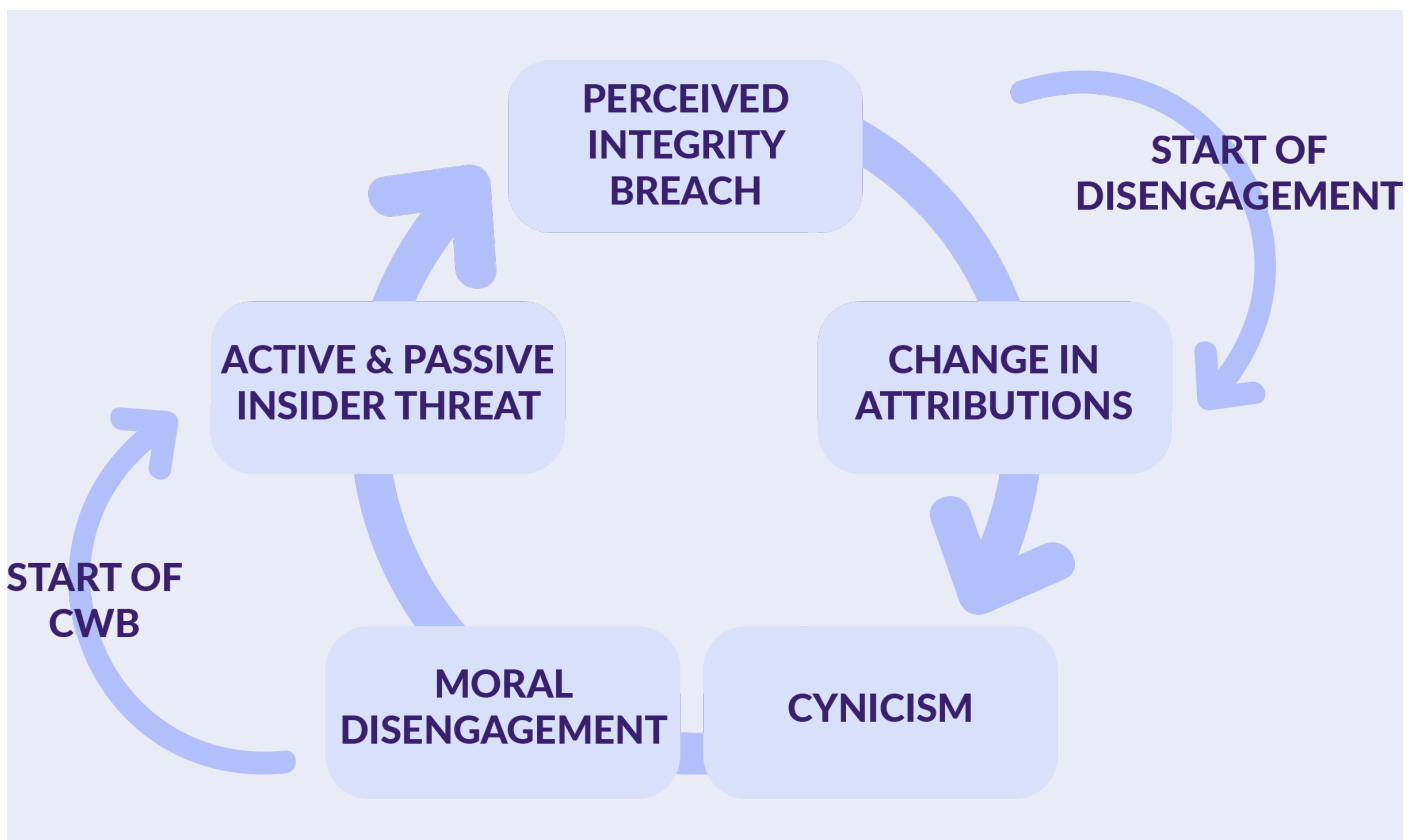 PERCEIVED
INTEGRITY
BREACH
START OF
DISENGAGEMENT
CHANGE IN
ATTRIBUTIONS
CYNICISM
MORAL
DISENGAGEMENT
START OF
CWB
ACTIVE & PASSIVE
INSIDER THREAT